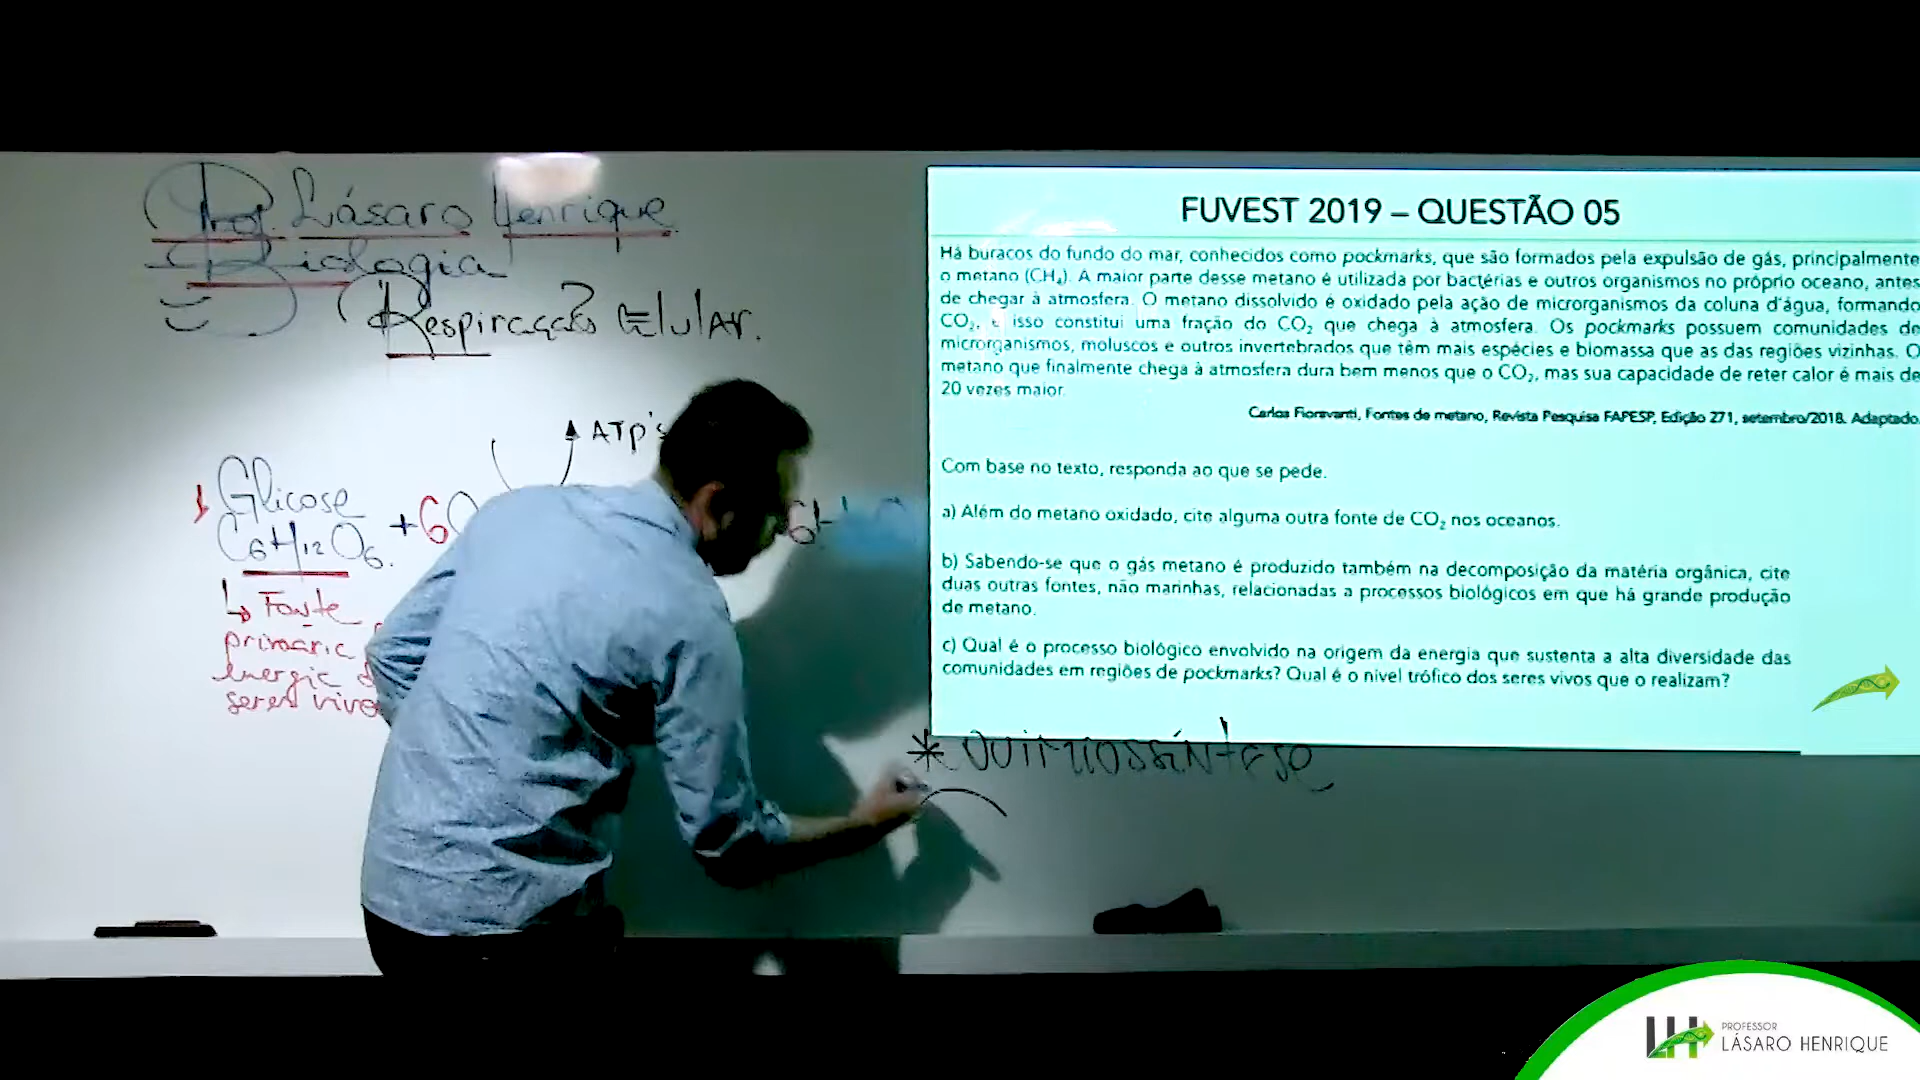 Prof. Lásaro Henrique
Biologia
Respiração Celular.
ATP's
Glicose
C6H12O6 + 6O
6H
↳ Fonte
primária
energia
seres vivo
* Quimiossíntese
FUVEST 2019 – QUESTÃO 05
Há buracos do fundo do mar, conhecidos como pockmarks, que são formados pela expulsão de gás, principalmente
o metano (CH₄). A maior parte desse metano é utilizada por bactérias e outros organismos no próprio oceano, antes
de chegar à atmosfera. O metano dissolvido é oxidado pela ação de microrganismos da coluna d'água, formando
CO₂, e isso constitui uma fração do CO₂ que chega à atmosfera. Os pockmarks possuem comunidades de
microrganismos, moluscos e outros invertebrados que têm mais espécies e biomassa que as das regiões vizinhas. O
metano que finalmente chega à atmosfera dura bem menos que o CO₂, mas sua capacidade de reter calor é mais de
20 vezes maior.
Carlos Fioravanti, Fontes de metano, Revista Pesquisa FAPESP, Edição 271, setembro/2018. Adaptado.
Com base no texto, responda ao que se pede.
a) Além do metano oxidado, cite alguma outra fonte de CO₂ nos oceanos.
b) Sabendo-se que o gás metano é produzido também na decomposição da matéria orgânica, cite
duas outras fontes, não marinhas, relacionadas a processos biológicos em que há grande produção
de metano.
c) Qual é o processo biológico envolvido na origem da energia que sustenta a alta diversidade das
comunidades em regiões de pockmarks? Qual é o nível trófico dos seres vivos que o realizam?
LH
PROFESSOR
LÁSARO HENRIQUE